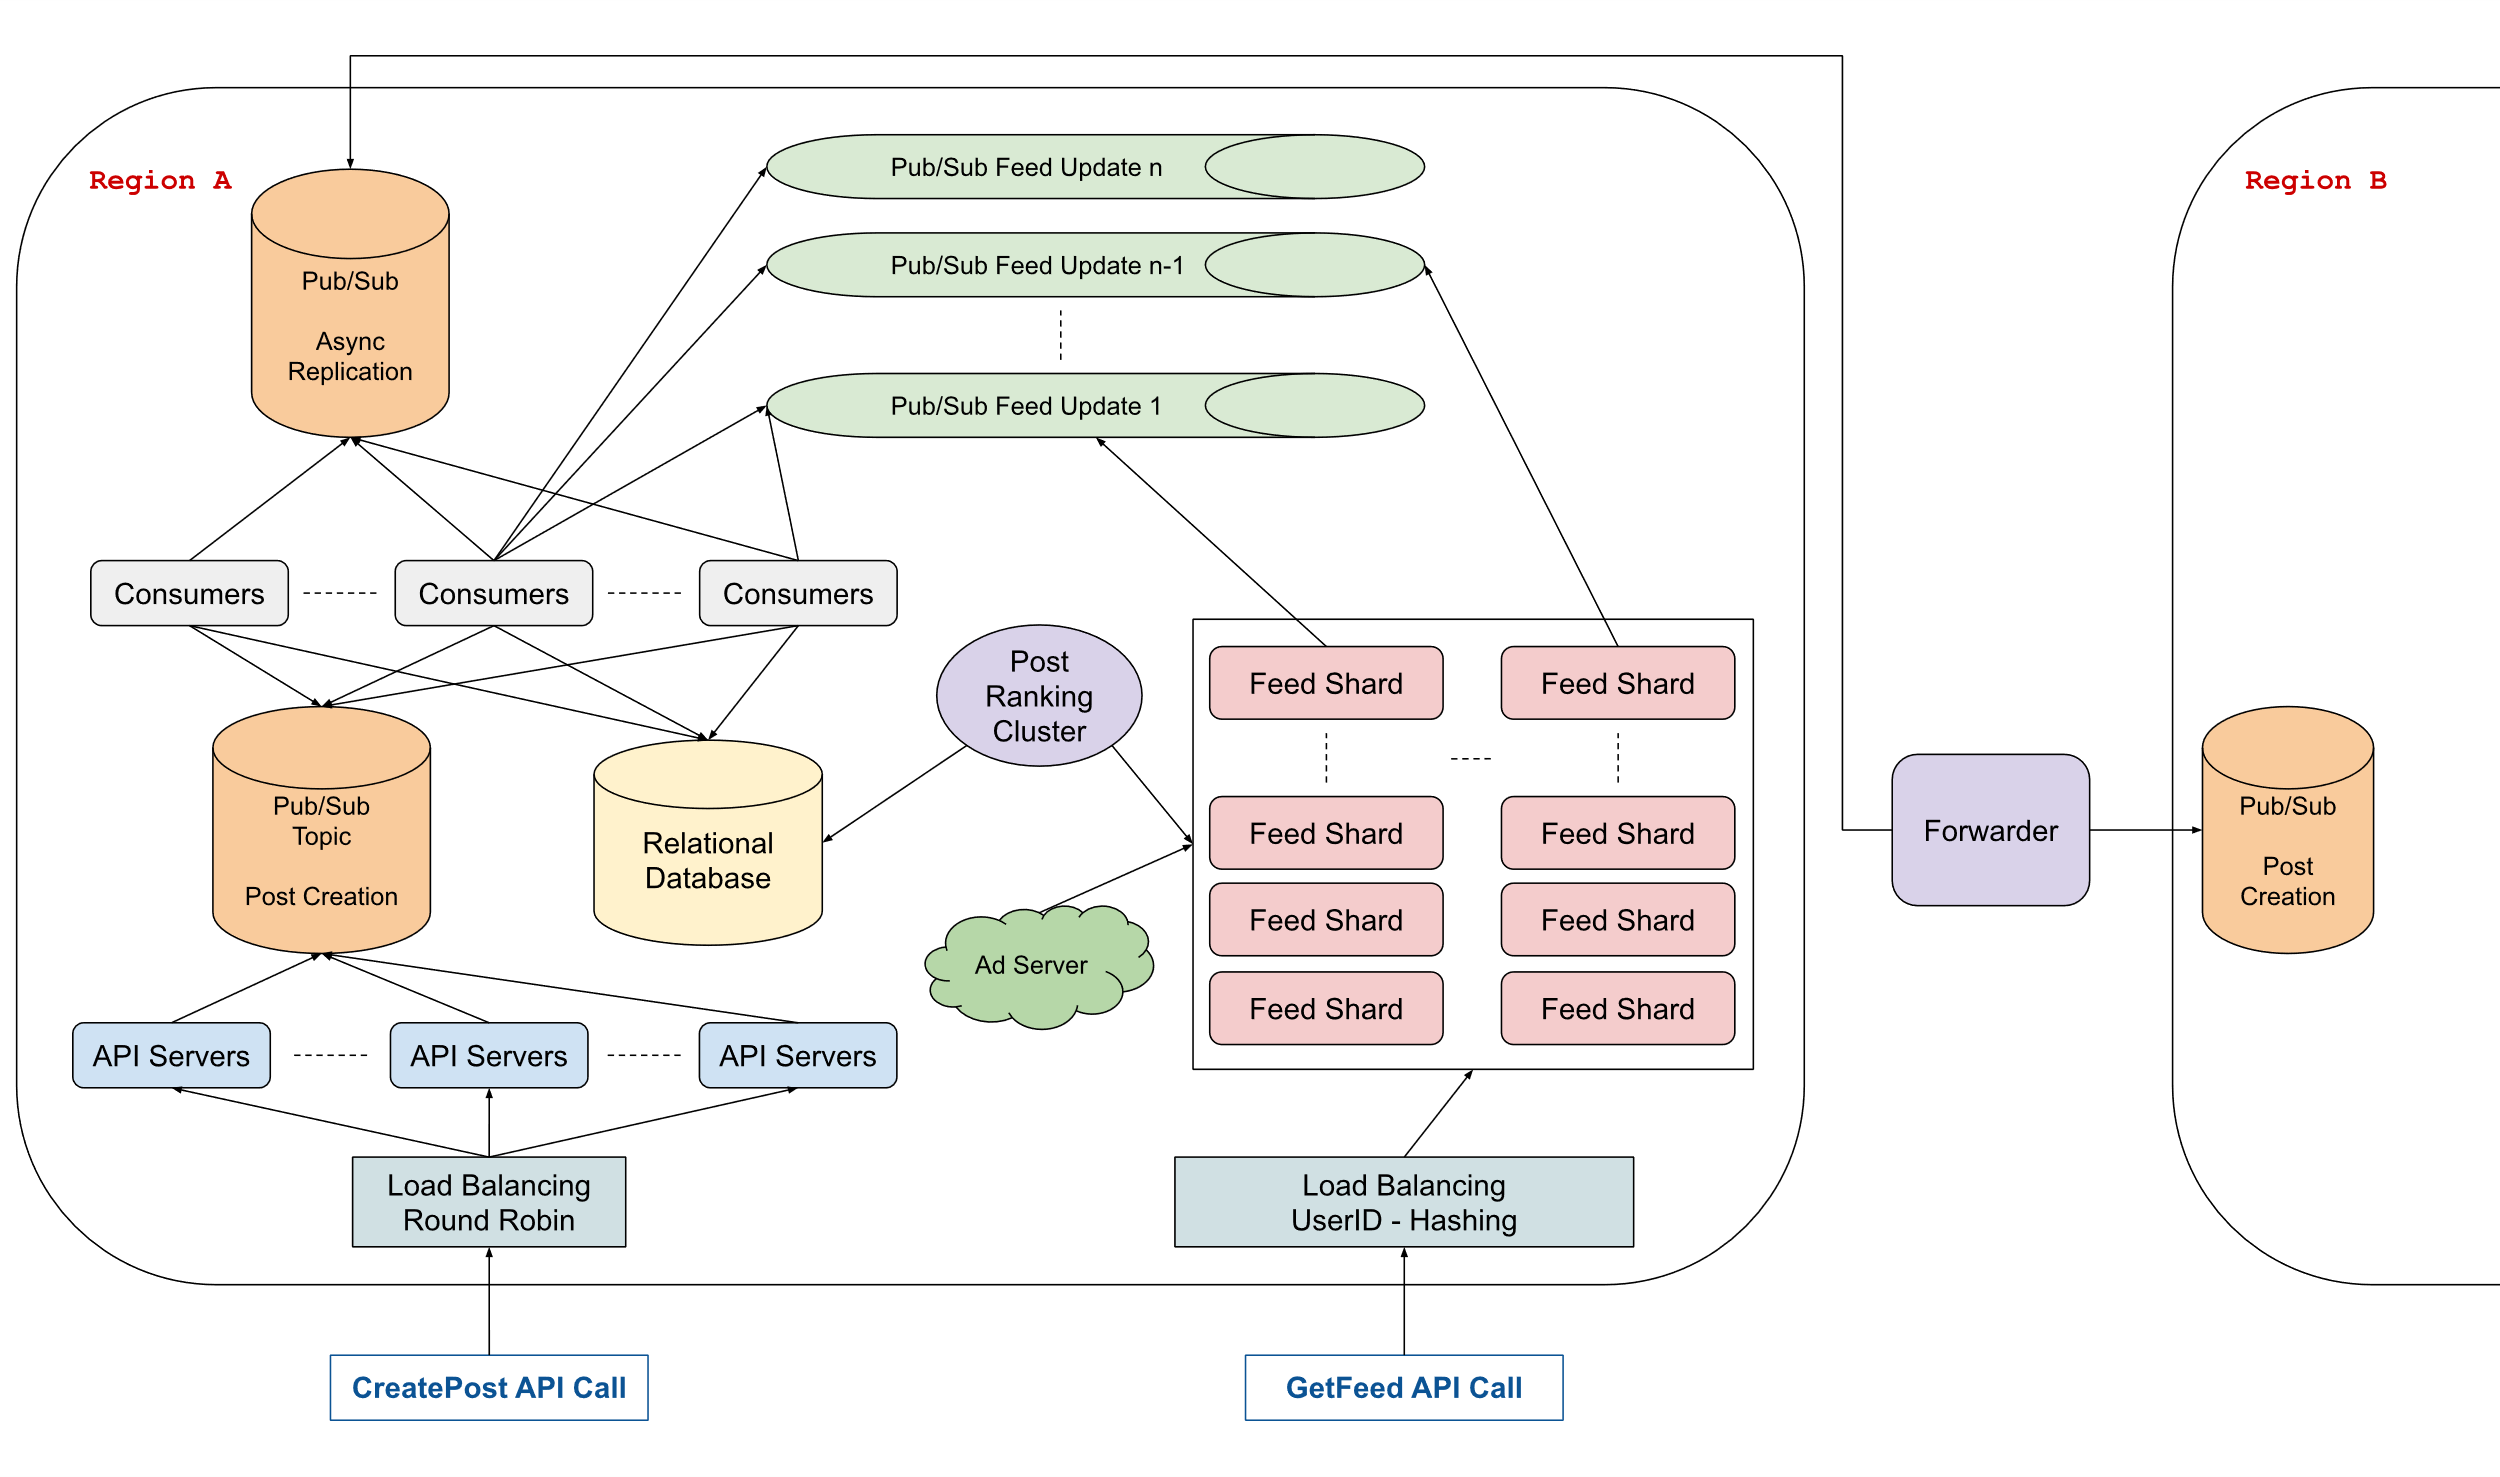 Region A
Region B
Pub/Sub
Async
Replication
Pub/Sub Feed Update n
Pub/Sub Feed Update n-1
Pub/Sub Feed Update 1
Consumers
Consumers
Consumers
Post
Ranking
Cluster
Feed Shard
Feed Shard
Feed Shard
Feed Shard
Feed Shard
Feed Shard
Feed Shard
Feed Shard
Pub/Sub
Topic
Post Creation
Relational
Database
Ad Server
Forwarder
Pub/Sub
Post
Creation
API Servers
API Servers
API Servers
Load Balancing
Round Robin
Load Balancing
UserID - Hashing
CreatePost API Call
GetFeed API Call